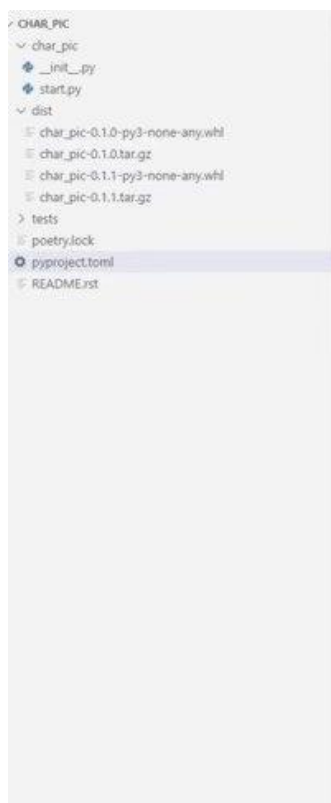 CHAR_PIC
char_pic
__init__.py
start.py
dist
char_pic-0.1.0-py3-none-any.whl
char_pic-0.1.0.tar.gz
char_pic-0.1.1-py3-none-any.whl
char_pic-0.1.1.tar.gz
tests
poetry.lock
pyproject.toml
README.rst